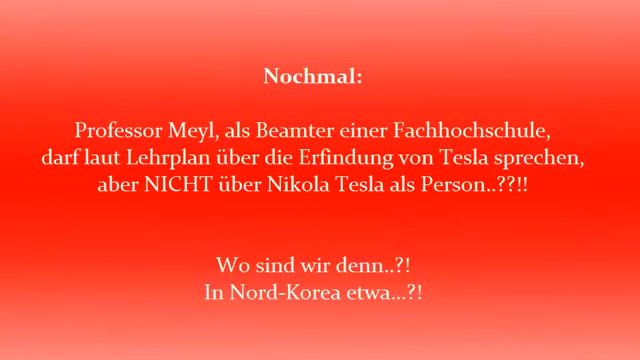 Nochmal:
Professor Meyl, als Beamter einer Fachhochschule,
darf laut Lehrplan über die Erfindung von Tesla sprechen,
aber NICHT über Nikola Tesla als Person..??!!
Wo sind wir denn..?!
In Nord-Korea etwa...?!